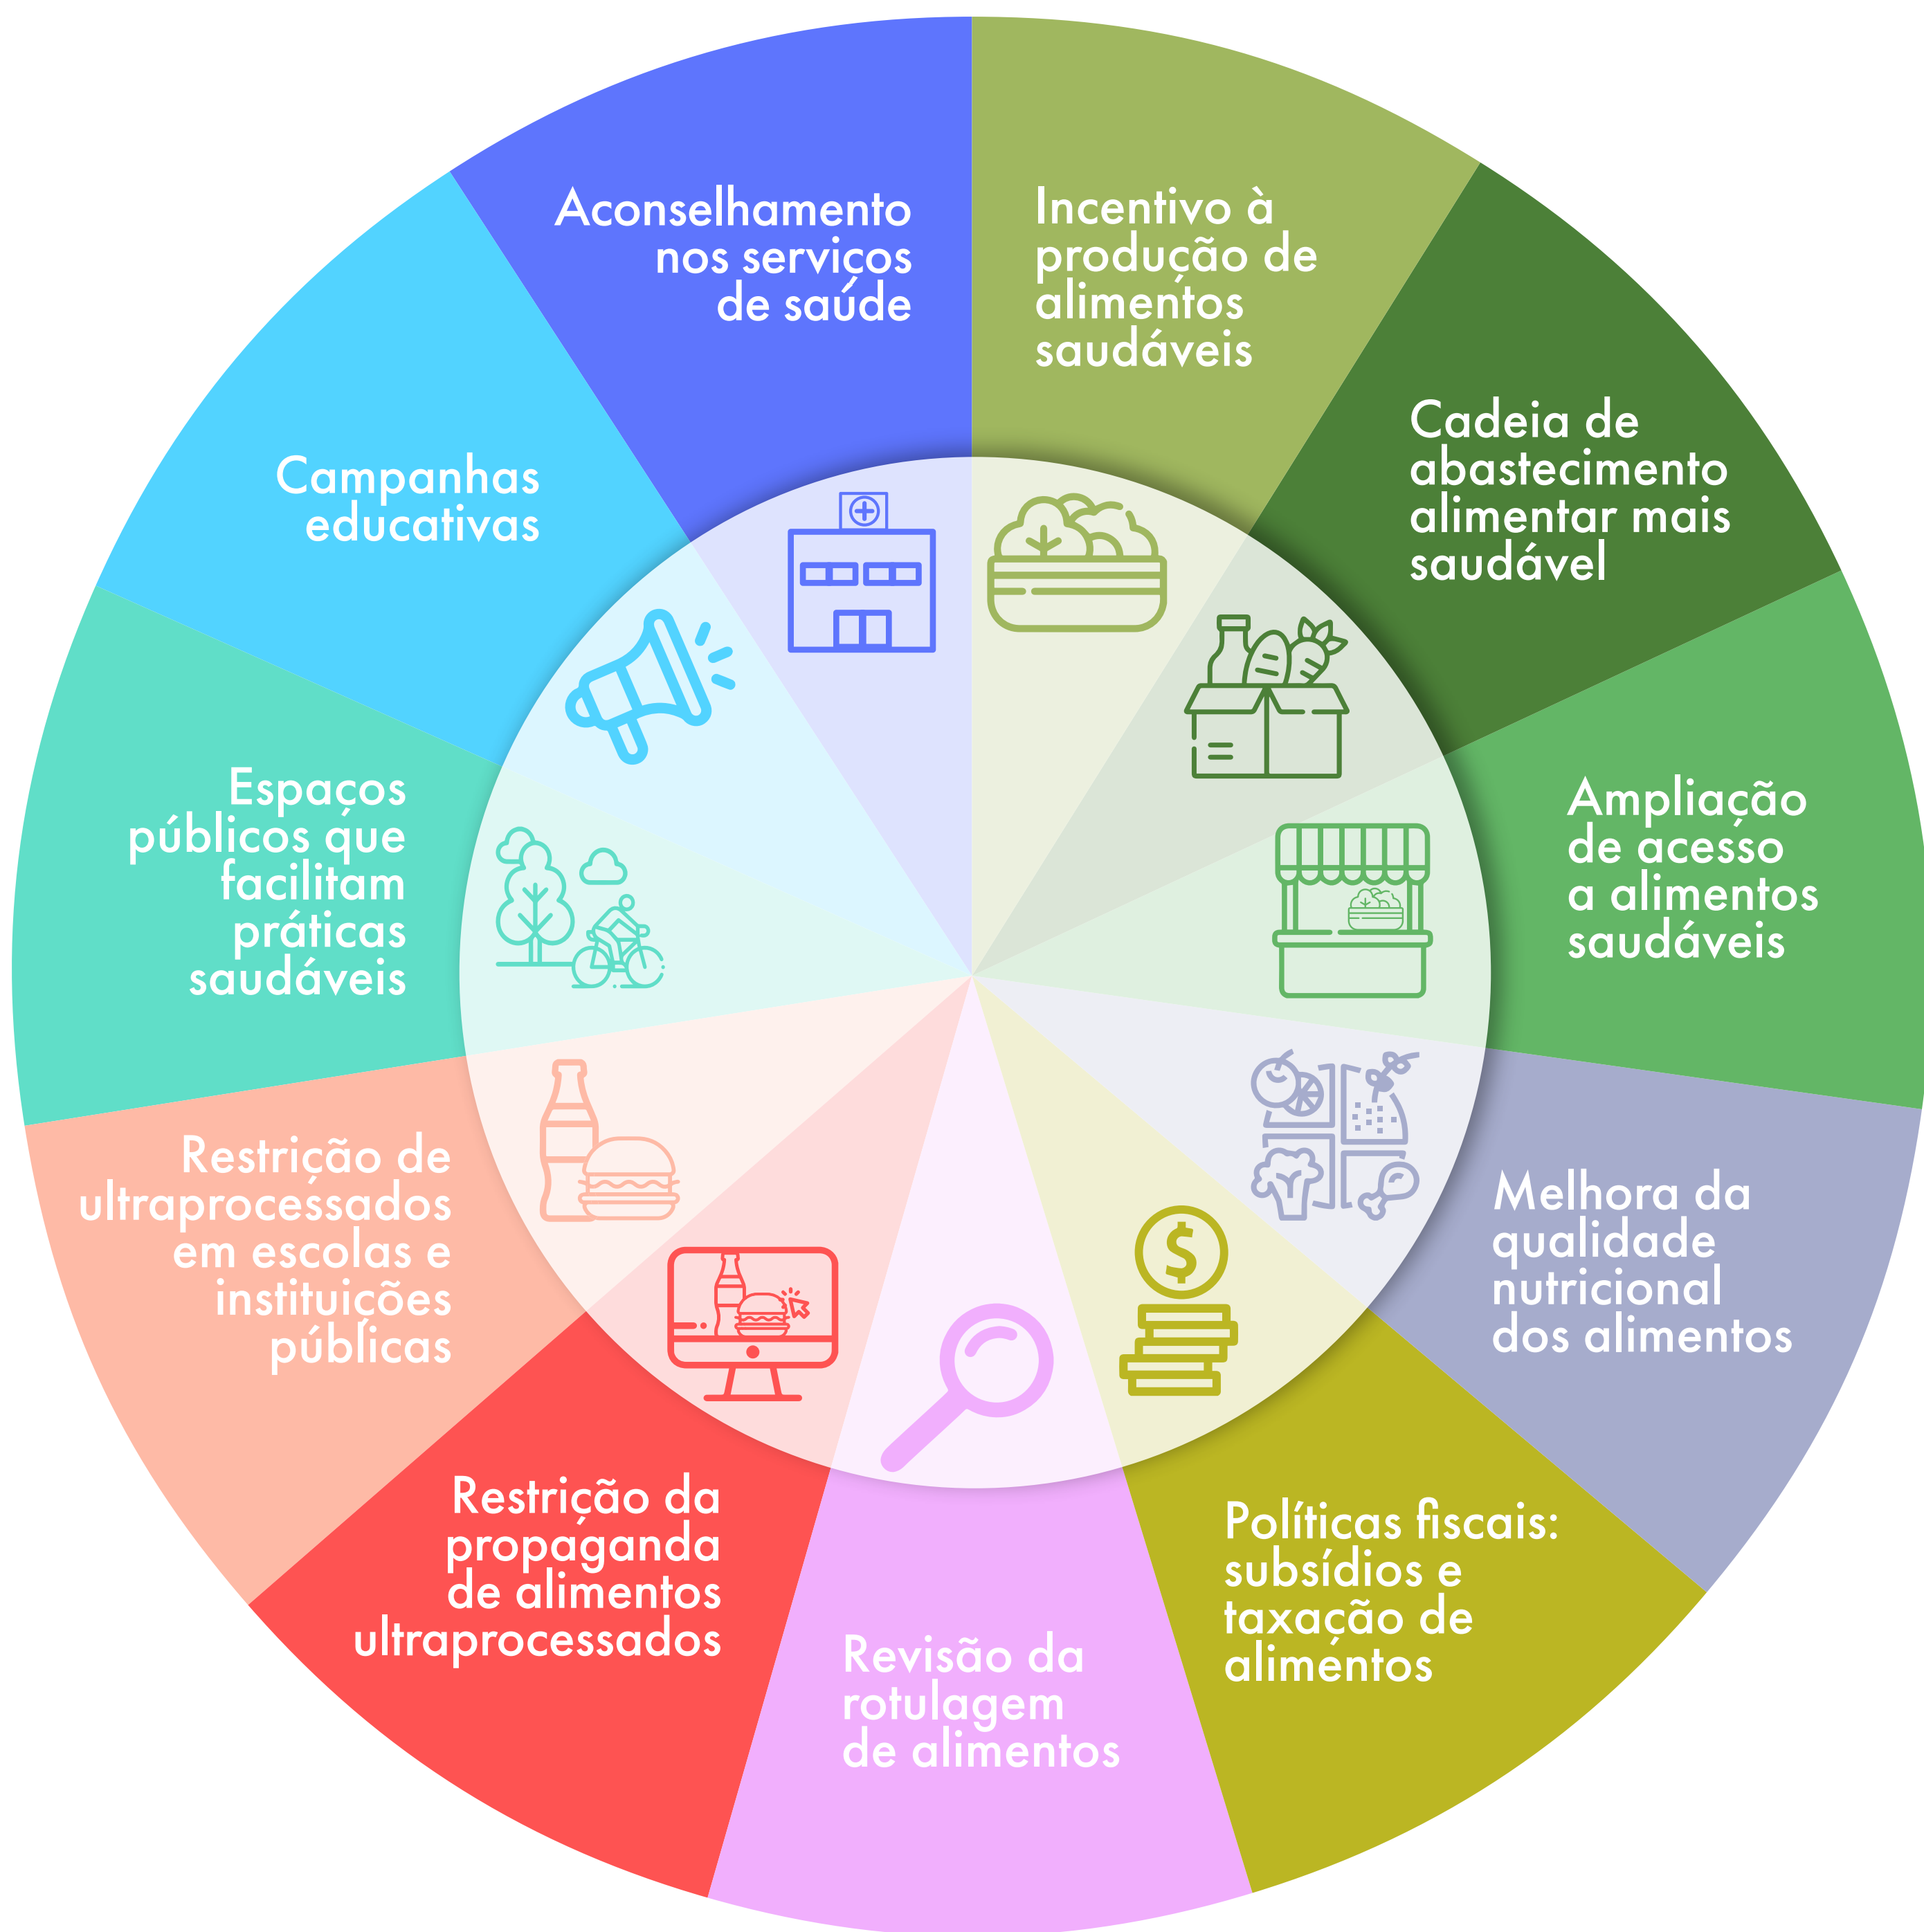 Incentivo à
produção de
alimentos
saudáveis
Cadeia de
abastecimento
alimentar mais
saudável
Ampliação
de acesso
a alimentos
saudáveis
Melhora da
qualidade
nutricional
dos alimentos
Políticas fiscais:
subsídios e
taxação de
alimentos
$
Revisão da
rotulagem
de alimentos
Restrição da
propaganda
de alimentos
ultraprocessados
Restrição de
ultraprocessados
em escolas e
instituições
públicas
Espaços
públicos que
facilitam
práticas
saudáveis
Campanhas
educativas
Aconselhamento
nos serviços
de saúde